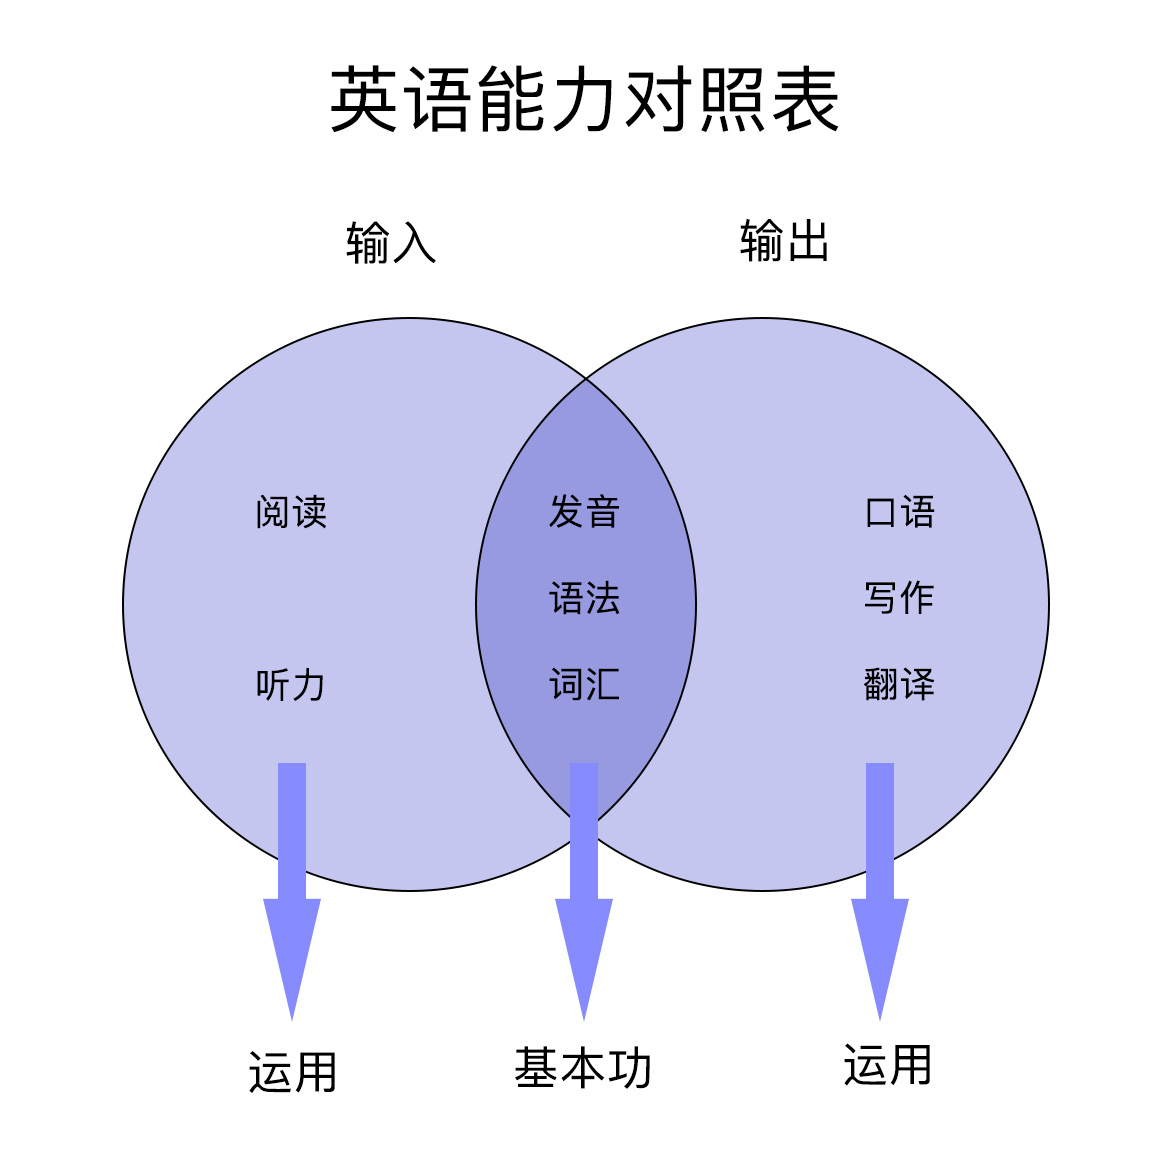 英语能力对照表
输入
输出
阅读
发音
口语
语法
写作
听力
词汇
翻译
运用
基本功
运用